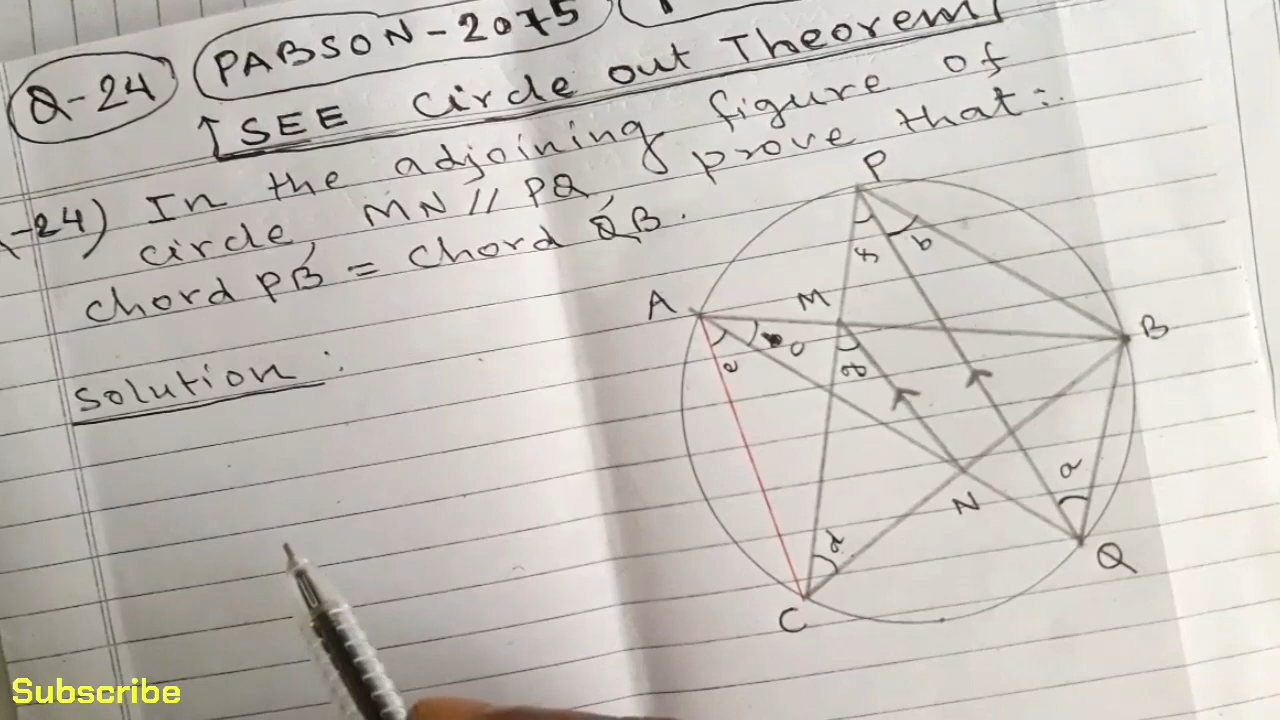 Q-24
PABSON-2075
SEE Circle out Theorem
-24) In the adjoining figure of
circle, MN // PQ, prove that:
chord PB = chord QB.
Solution:
P
A
M
B
N
Q
C
b
a
d
e
Subscribe